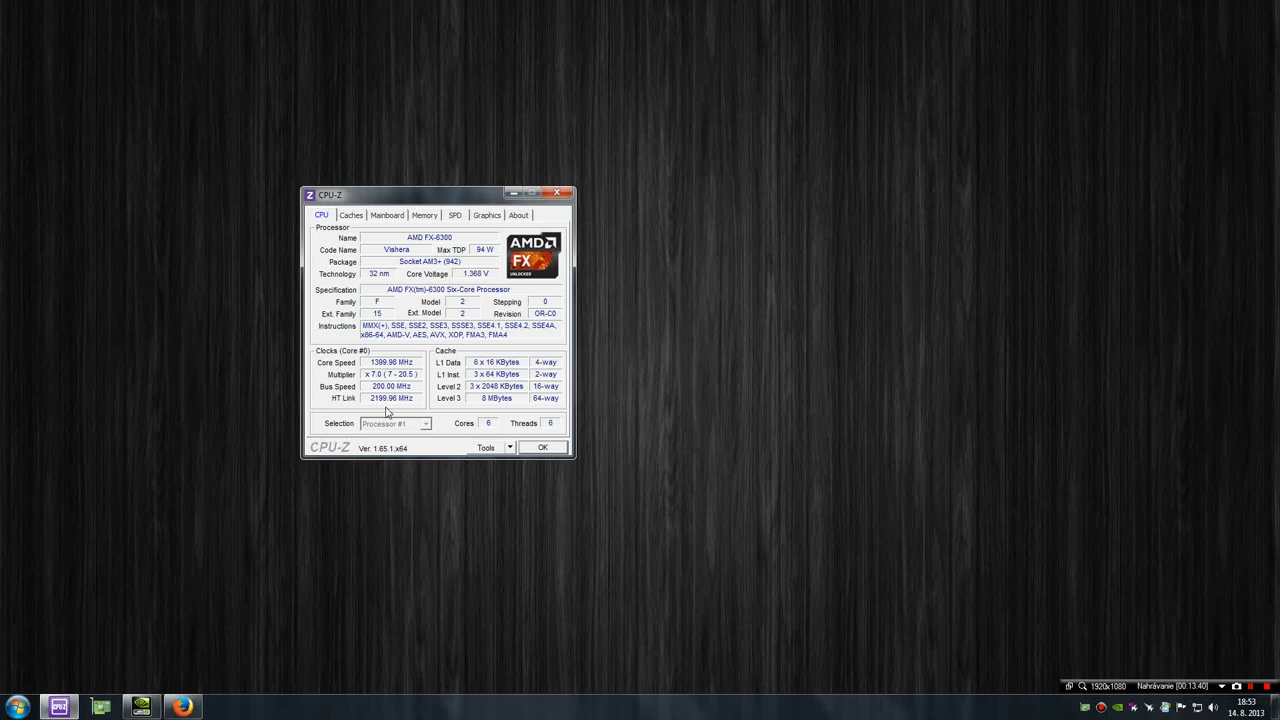 CPU-Z
CPU Caches Mainboard Memory SPD Graphics About
Processor
Name AMD FX-6300
Code Name Vishera Max TDP 94 W
Package Socket AM3+ (942)
Technology 32 nm Core Voltage 1.368 V
AMD FX UNLOCKED
Specification AMD FX(tm)-6300 Six-Core Processor
Family F Model 2 Stepping 0
Ext. Family 15 Ext. Model 2 Revision OR-C0
Instructions MMX(+), SSE, SSE2, SSE3, SSSE3, SSE4.1, SSE4.2, SSE4A,
x86-64, AMD-V, AES, AVX, XOP, FMA3, FMA4
Clocks (Core #0)
Core Speed 1399.98 MHz
Multiplier x 7.0 ( 7 - 20.5 )
Bus Speed 200.00 MHz
HT Link 2199.96 MHz
Cache
L1 Data 6 x 16 KBytes 4-way
L1 Inst. 3 x 64 KBytes 2-way
Level 2 3 x 2048 KBytes 16-way
Level 3 8 MBytes 64-way
Selection Processor #1 Cores 6 Threads 6
CPU-Z Ver. 1.65.1.x64 Tools OK
1920x1080 Nahrávanie [00:13:40]
CPU-Z
18:53
14. 8. 2013